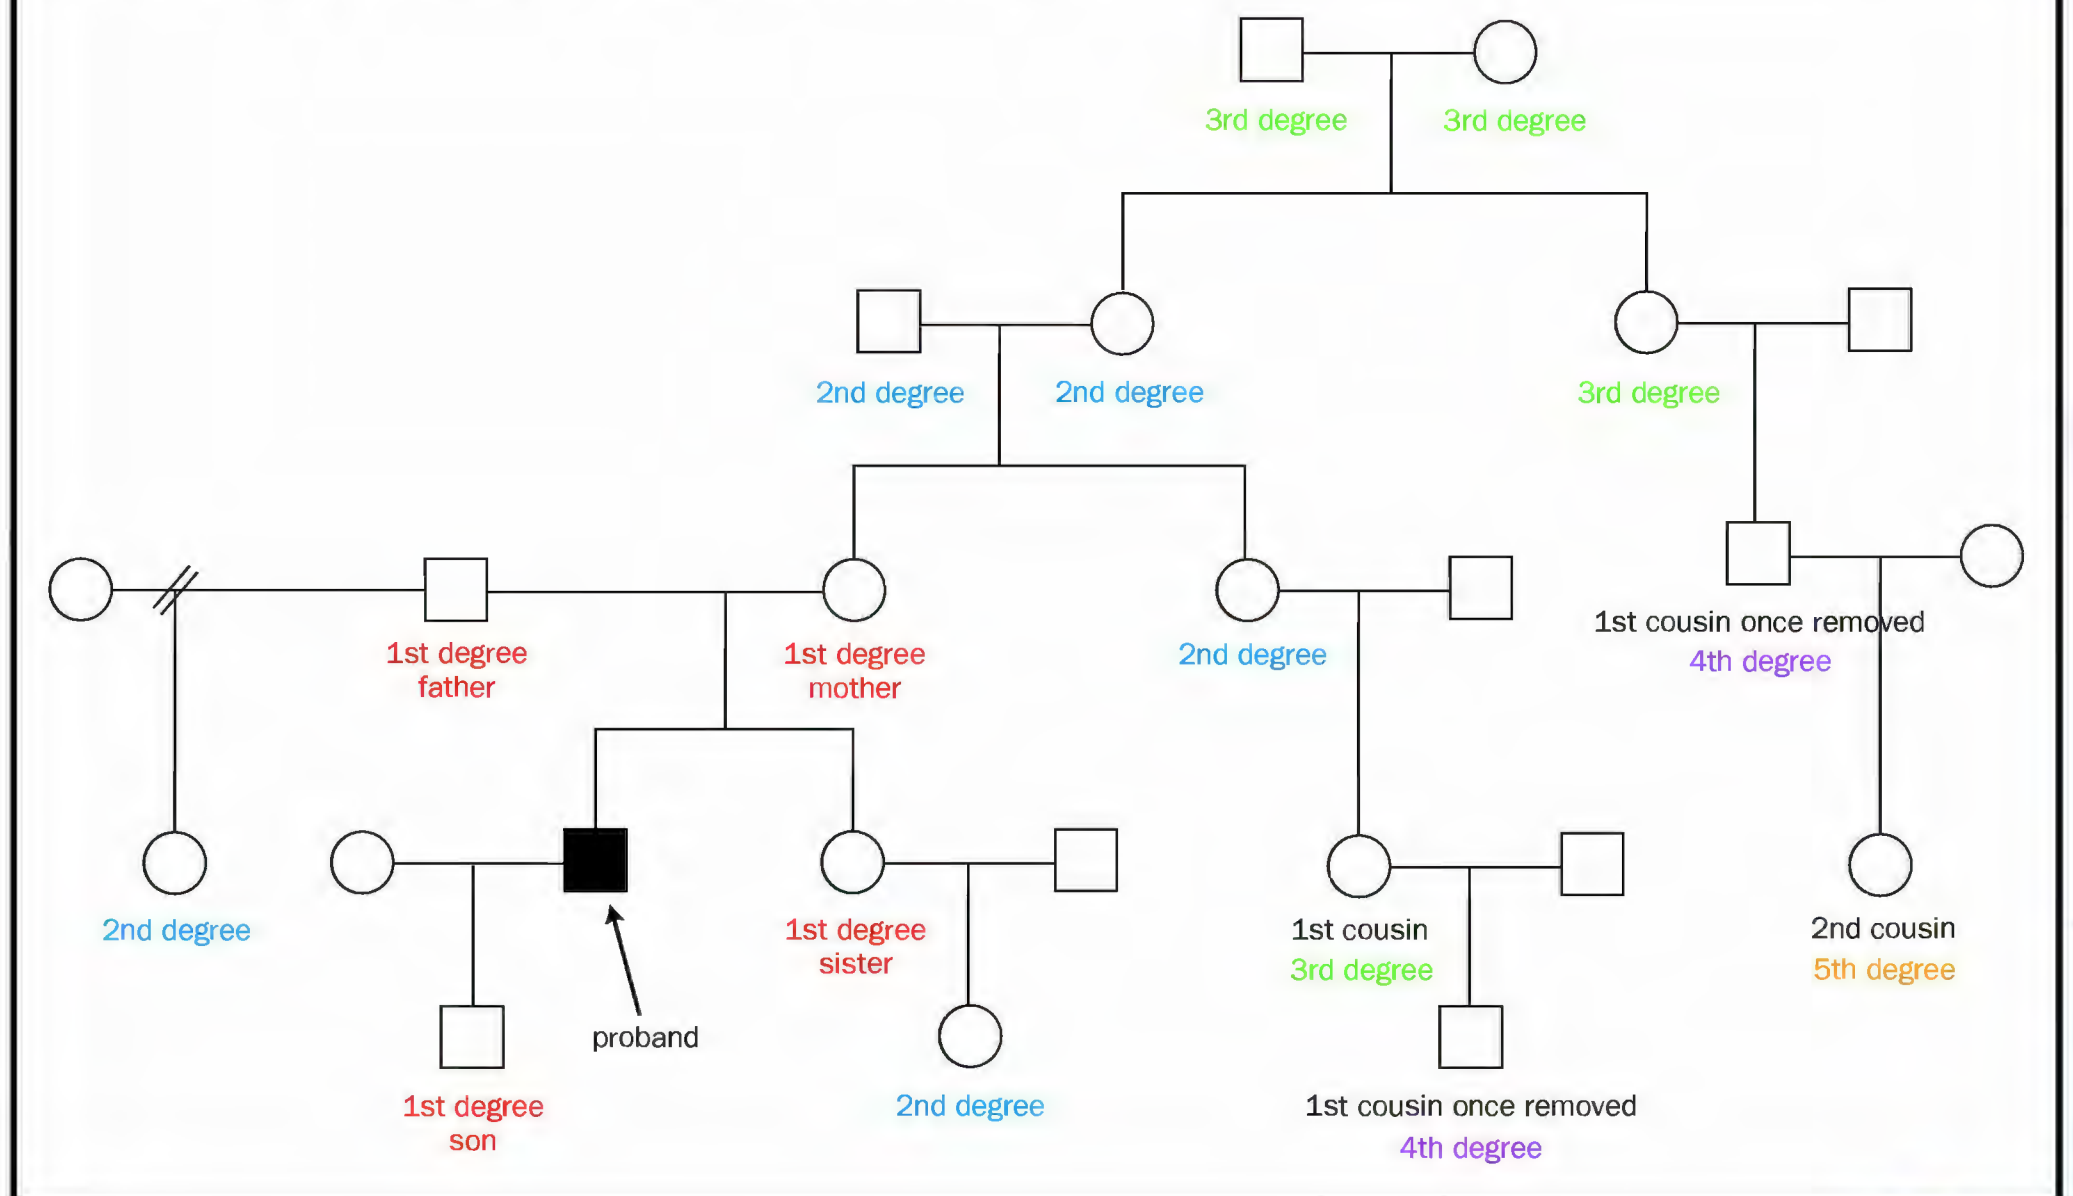 3rd degree
3rd degree
2nd degree
2nd degree
3rd degree
1st degree
father
1st degree
mother
2nd degree
1st cousin once removed
4th degree
2nd degree
proband
1st degree
sister
1st cousin
3rd degree
2nd cousin
5th degree
1st degree
son
2nd degree
1st cousin once removed
4th degree